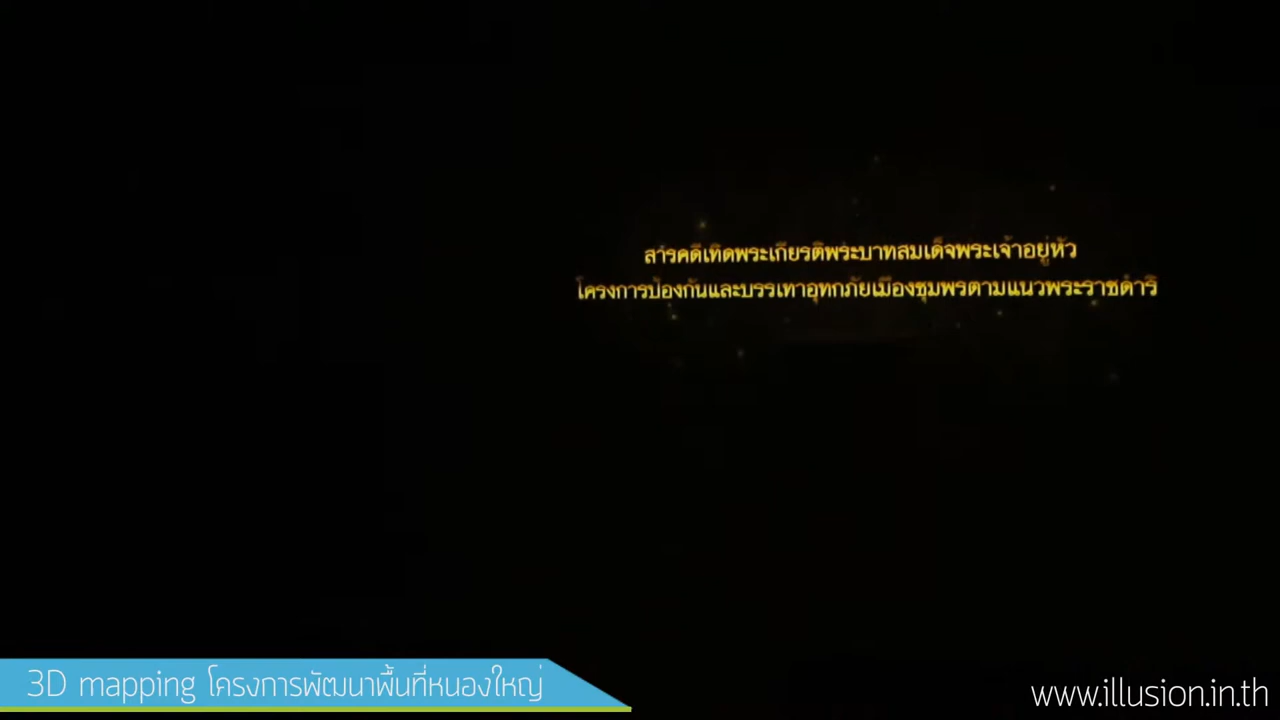 สารคดีเทิดพระเกียรติพระบาทสมเด็จพระเจ้าอยู่หัว
โครงการป้องกันและบรรเทาอุทกภัยเมืองชุมพรตามแนวพระราชดำริ
3D mapping โครงการพัฒนาพื้นที่หนองใหญ่
www.illusion.in.th